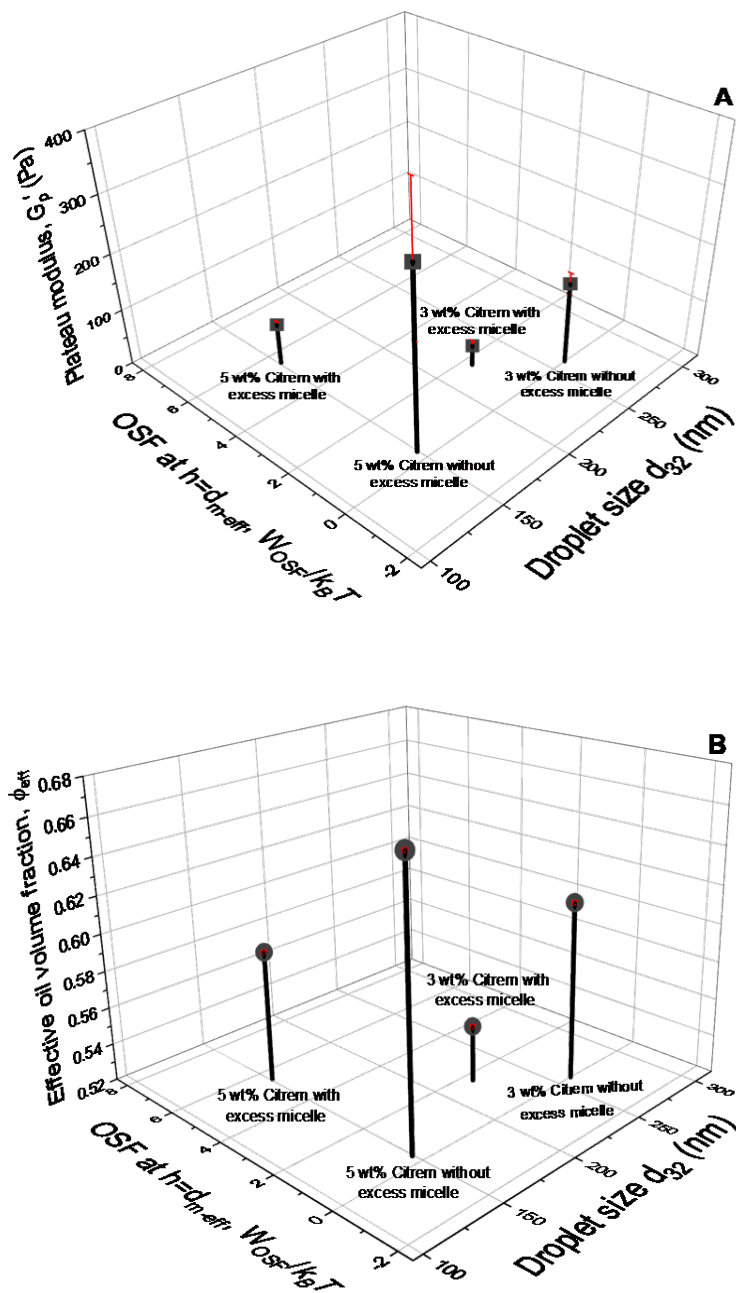 A
400
300
200
100
0
Plateau modulus, G'p (Pa)
8
6
4
2
0
-2
OSF at h=dm-eff, WOSF/kBT
300
250
200
150
100
Droplet size d32 (nm)
3 wt% Citrem with
excess micelle
5 wt% Citrem with
excess micelle
3 wt% Citrem without
excess micelle
5 wt% Citrem without
excess micelle
B
0.68
0.66
0.64
0.62
0.60
0.58
0.56
0.54
0.52
Effective oil volume fraction, ϕeff
8
6
4
2
0
-2
OSF at h=dm-eff, WOSF/kBT
300
250
200
150
100
Droplet size d32 (nm)
3 wt% Citrem with
excess micelle
5 wt% Citrem with
excess micelle
3 wt% Citrem without
excess micelle
5 wt% Citrem without
excess micelle